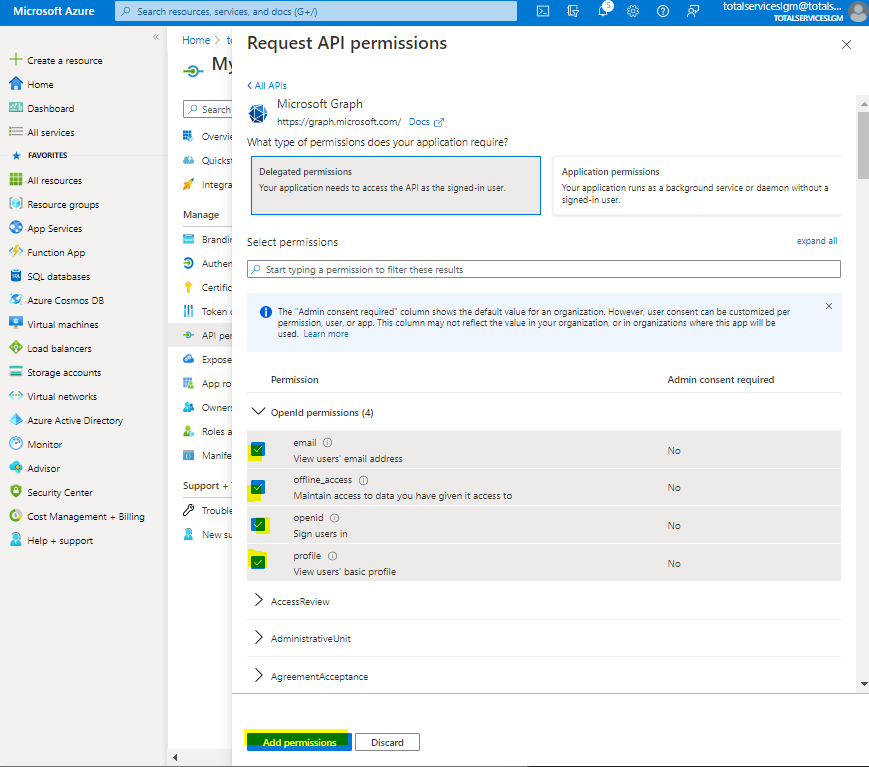 Microsoft Azure
Search resources, services, and docs (G+/)
5
totalserviceslgm@totals...
TOTALSERVICESLGM
Create a resource
Home
Dashboard
All services
FAVORITES
All resources
Resource groups
App Services
Function App
SQL databases
Azure Cosmos DB
Virtual machines
Load balancers
Storage accounts
Virtual networks
Azure Active Directory
Monitor
Advisor
Security Center
Cost Management + Billing
Help + support
Home > to
My
Search
Overvie
Quickst
Integra
Manage
Brandin
Authen
Certific
Token c
API per
Expose
App ro
Owners
Roles a
Manife
Support +
Trouble
New su
Request API permissions
All APIs
Microsoft Graph
https://graph.microsoft.com/ Docs
What type of permissions does your application require?
Delegated permissions
Your application needs to access the API as the signed-in user.
Application permissions
Your application runs as a background service or daemon without a
signed-in user.
Select permissions
expand all
Start typing a permission to filter these results
The "Admin consent required" column shows the default value for an organization. However, user consent can be customized per
permission, user, or app. This column may not reflect the value in your organization, or in organizations where this app will be
used. Learn more
Permission
Admin consent required
OpenId permissions (4)
email
View users' email address
No
offline_access
Maintain access to data you have given it access to
No
openid
Sign users in
No
profile
View users' basic profile
No
AccessReview
AdministrativeUnit
AgreementAcceptance
Add permissions
Discard